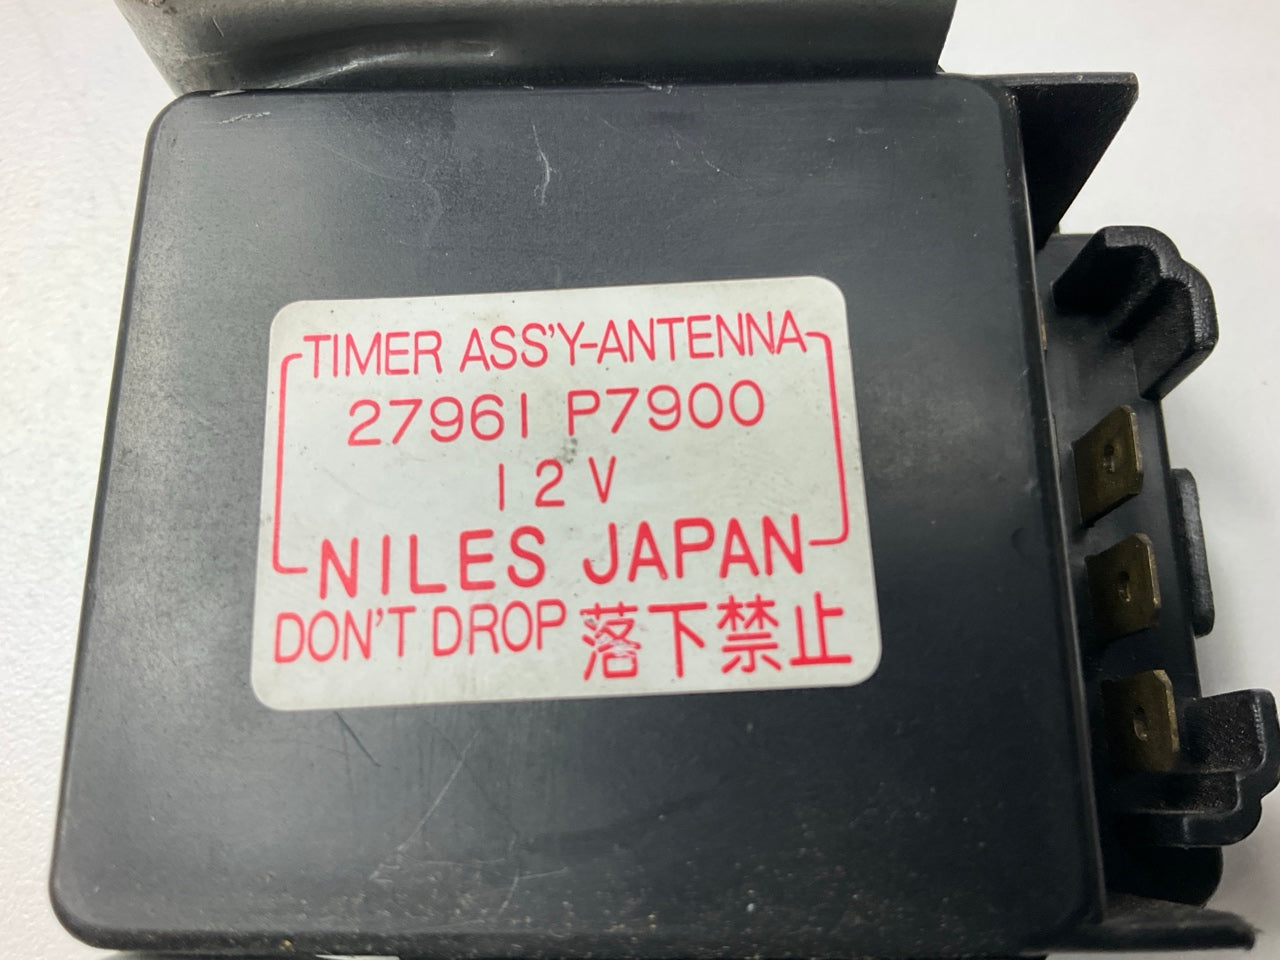 TIMER ASS'Y-ANTENNA
27961 P7900
12V
NILES JAPAN
DON'T DROP 落下禁止